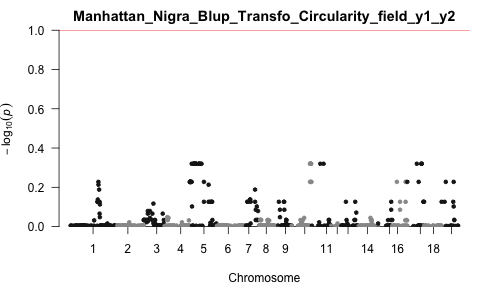 Manhattan_Nigra_Blup_Transfo_Circularity_field_y1_y2
1.0
0.8
0.6
0.4
0.2
0.0
− log10(p)
1 2 3 4 5 6 7 8 9 11 14 16 18
Chromosome